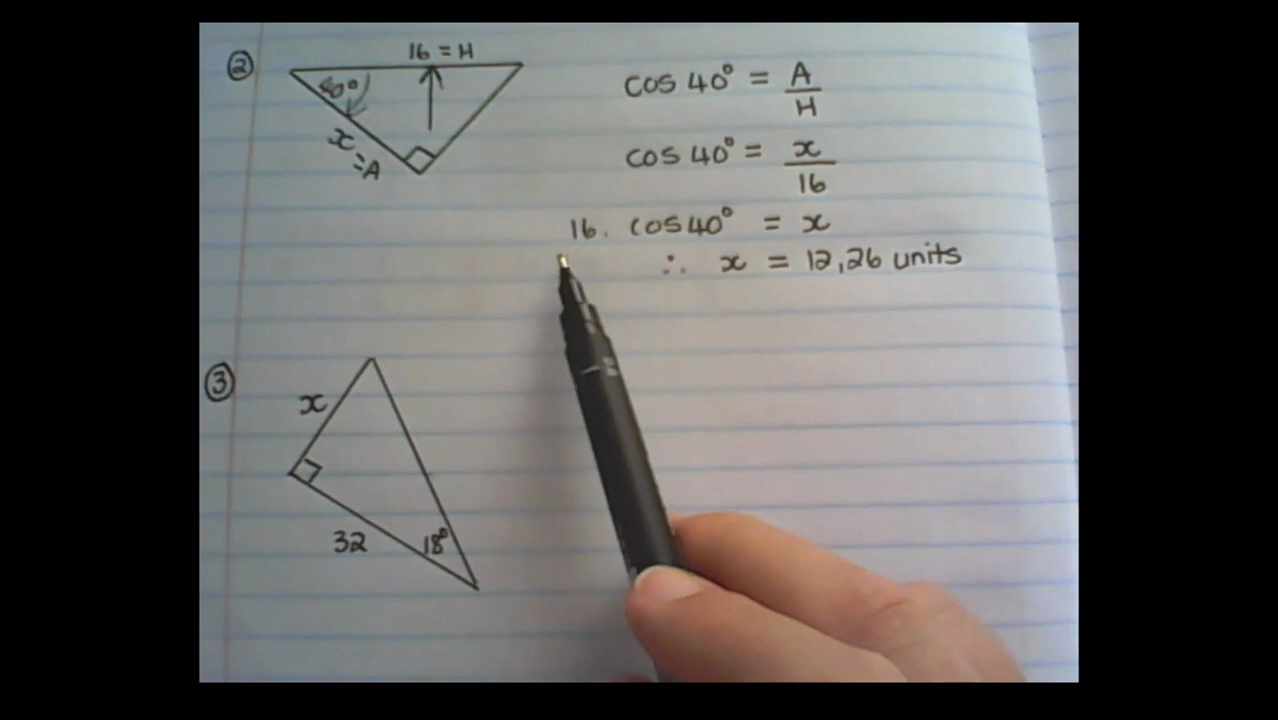 ② 16 = H
40°
x
= A
cos 40° = A/H
cos 40° = x/16
16. cos 40° = x
∴ x = 12,26 units
③
x
32
18°